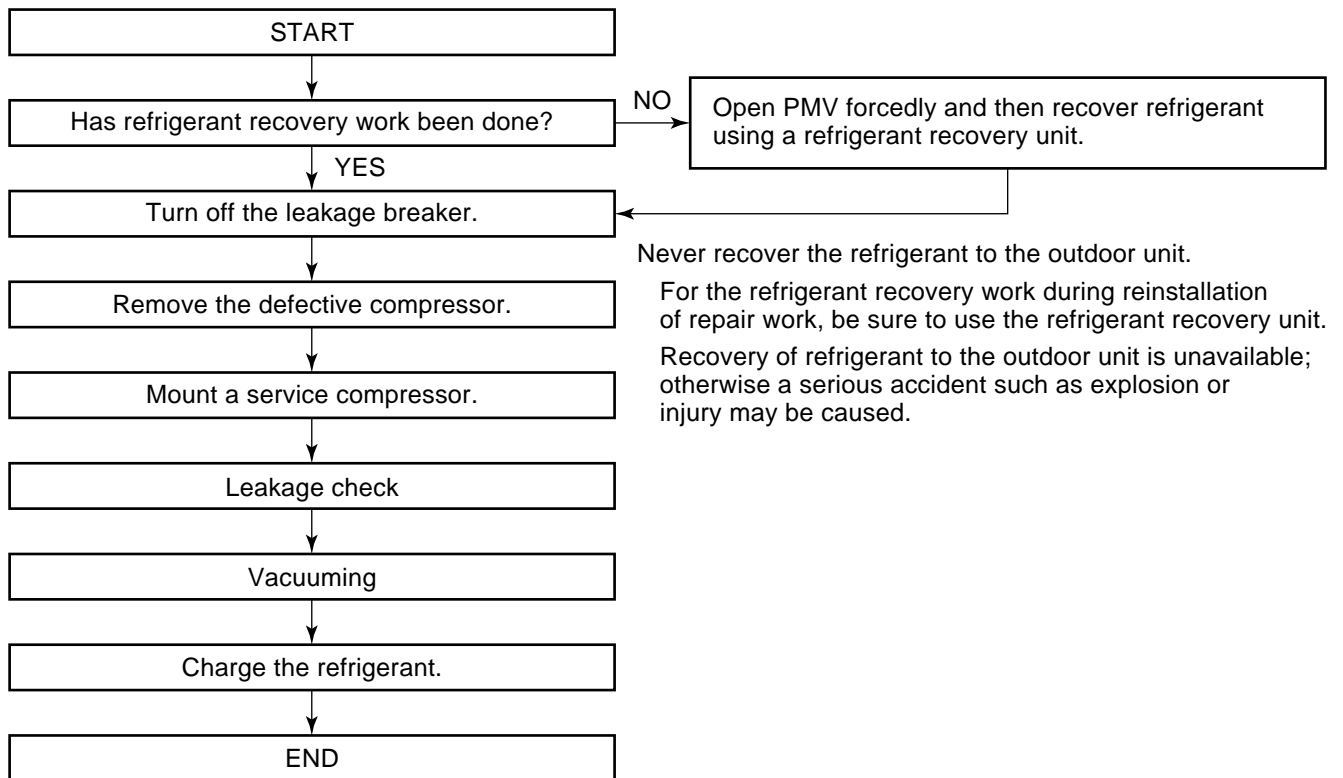 START
Has refrigerant recovery work been done?
NO
Open PMV forcedly and then recover refrigerant
using a refrigerant recovery unit.
YES
Turn off the leakage breaker.
Never recover the refrigerant to the outdoor unit.
For the refrigerant recovery work during reinstallation
of repair work, be sure to use the refrigerant recovery unit.
Recovery of refrigerant to the outdoor unit is unavailable;
otherwise a serious accident such as explosion or
injury may be caused.
Remove the defective compressor.
Mount a service compressor.
Leakage check
Vacuuming
Charge the refrigerant.
END